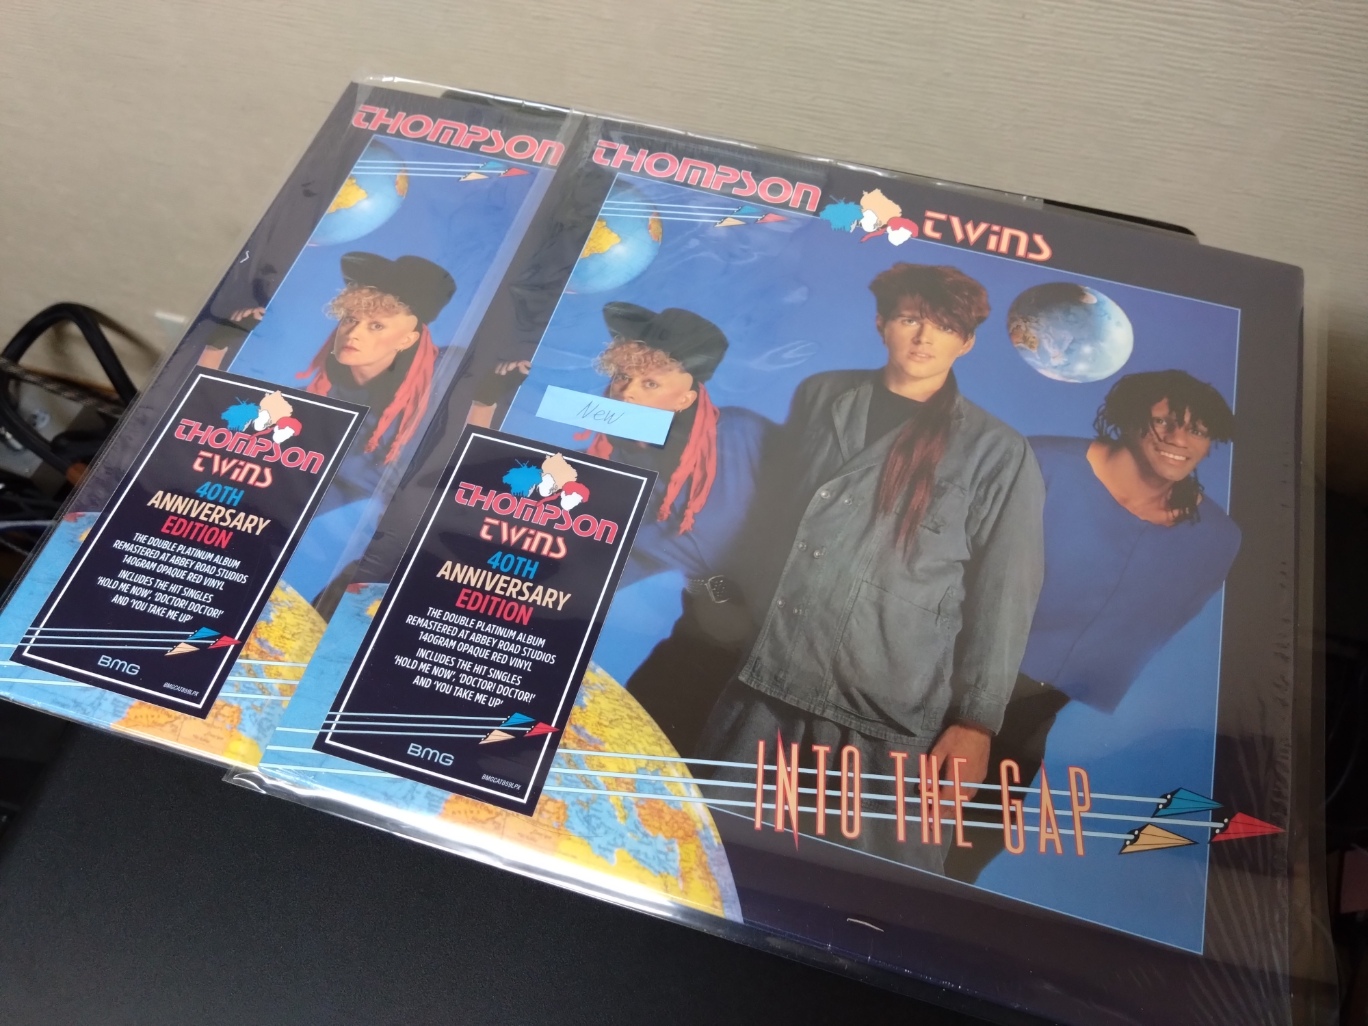 THOMPSON
THOMPSON TWINS
New
THOMPSON
TWINS
40TH
ANNIVERSARY
EDITION
THE DOUBLE PLATINUM ALBUM
REMASTERED AT ABBEY ROAD STUDIOS
140GRAM OPAQUE RED VINYL
INCLUDES THE HIT SINGLES
'HOLD ME NOW', 'DOCTOR! DOCTOR!'
AND 'YOU TAKE ME UP'
BMG
BMGCAT859LPX
THOMPSON
TWINS
40TH
ANNIVERSARY
EDITION
THE DOUBLE PLATINUM ALBUM
REMASTERED AT ABBEY ROAD STUDIOS
140GRAM OPAQUE RED VINYL
INCLUDES THE HIT SINGLES
'HOLD ME NOW', 'DOCTOR! DOCTOR!'
AND 'YOU TAKE ME UP'
BMG
BMGCAT859LPX
INTO THE GAP